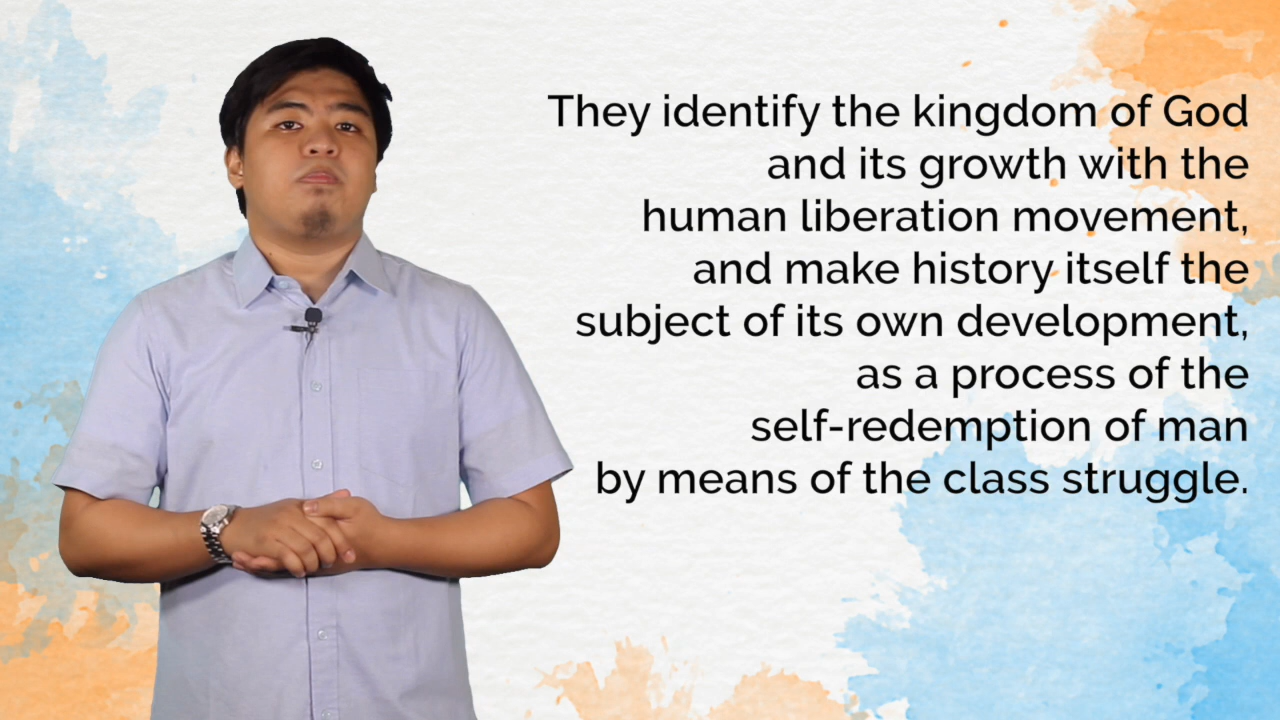 They identify the kingdom of God
and its growth with the
human liberation movement,
and make history itself the
subject of its own development,
as a process of the
self-redemption of man
by means of the class struggle.